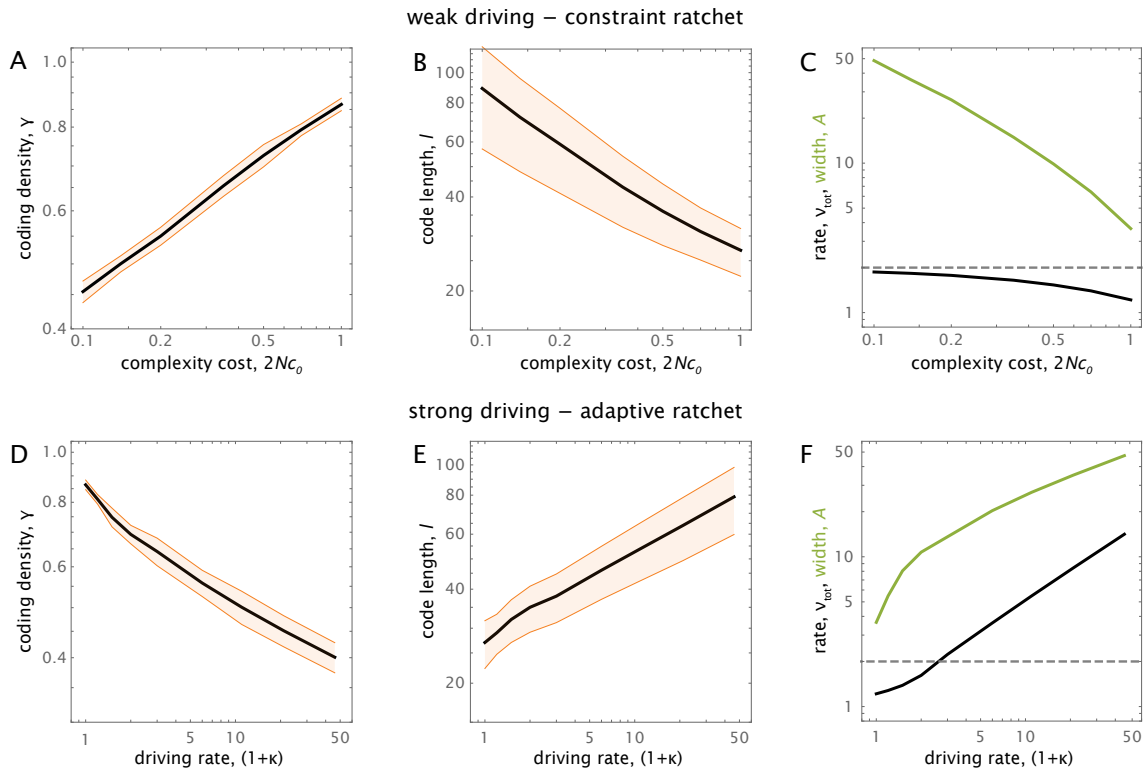 weak driving – constraint ratchet
A
coding density, γ
1.0
0.8
0.6
0.4
0.1
0.2
0.5
1
complexity cost, 2Nc₀
B
code length, l
100
80
60
40
20
0.1
0.2
0.5
1
complexity cost, 2Nc₀
C
rate, νtot, width, A
50
10
5
1
0.1
0.2
0.5
1
complexity cost, 2Nc₀
strong driving – adaptive ratchet
D
coding density, γ
1.0
0.8
0.6
0.4
1
5
10
50
driving rate, (1+κ)
E
code length, l
100
80
60
40
20
1
5
10
50
driving rate, (1+κ)
F
rate, νtot, width, A
50
10
5
1
1
5
10
50
driving rate, (1+κ)